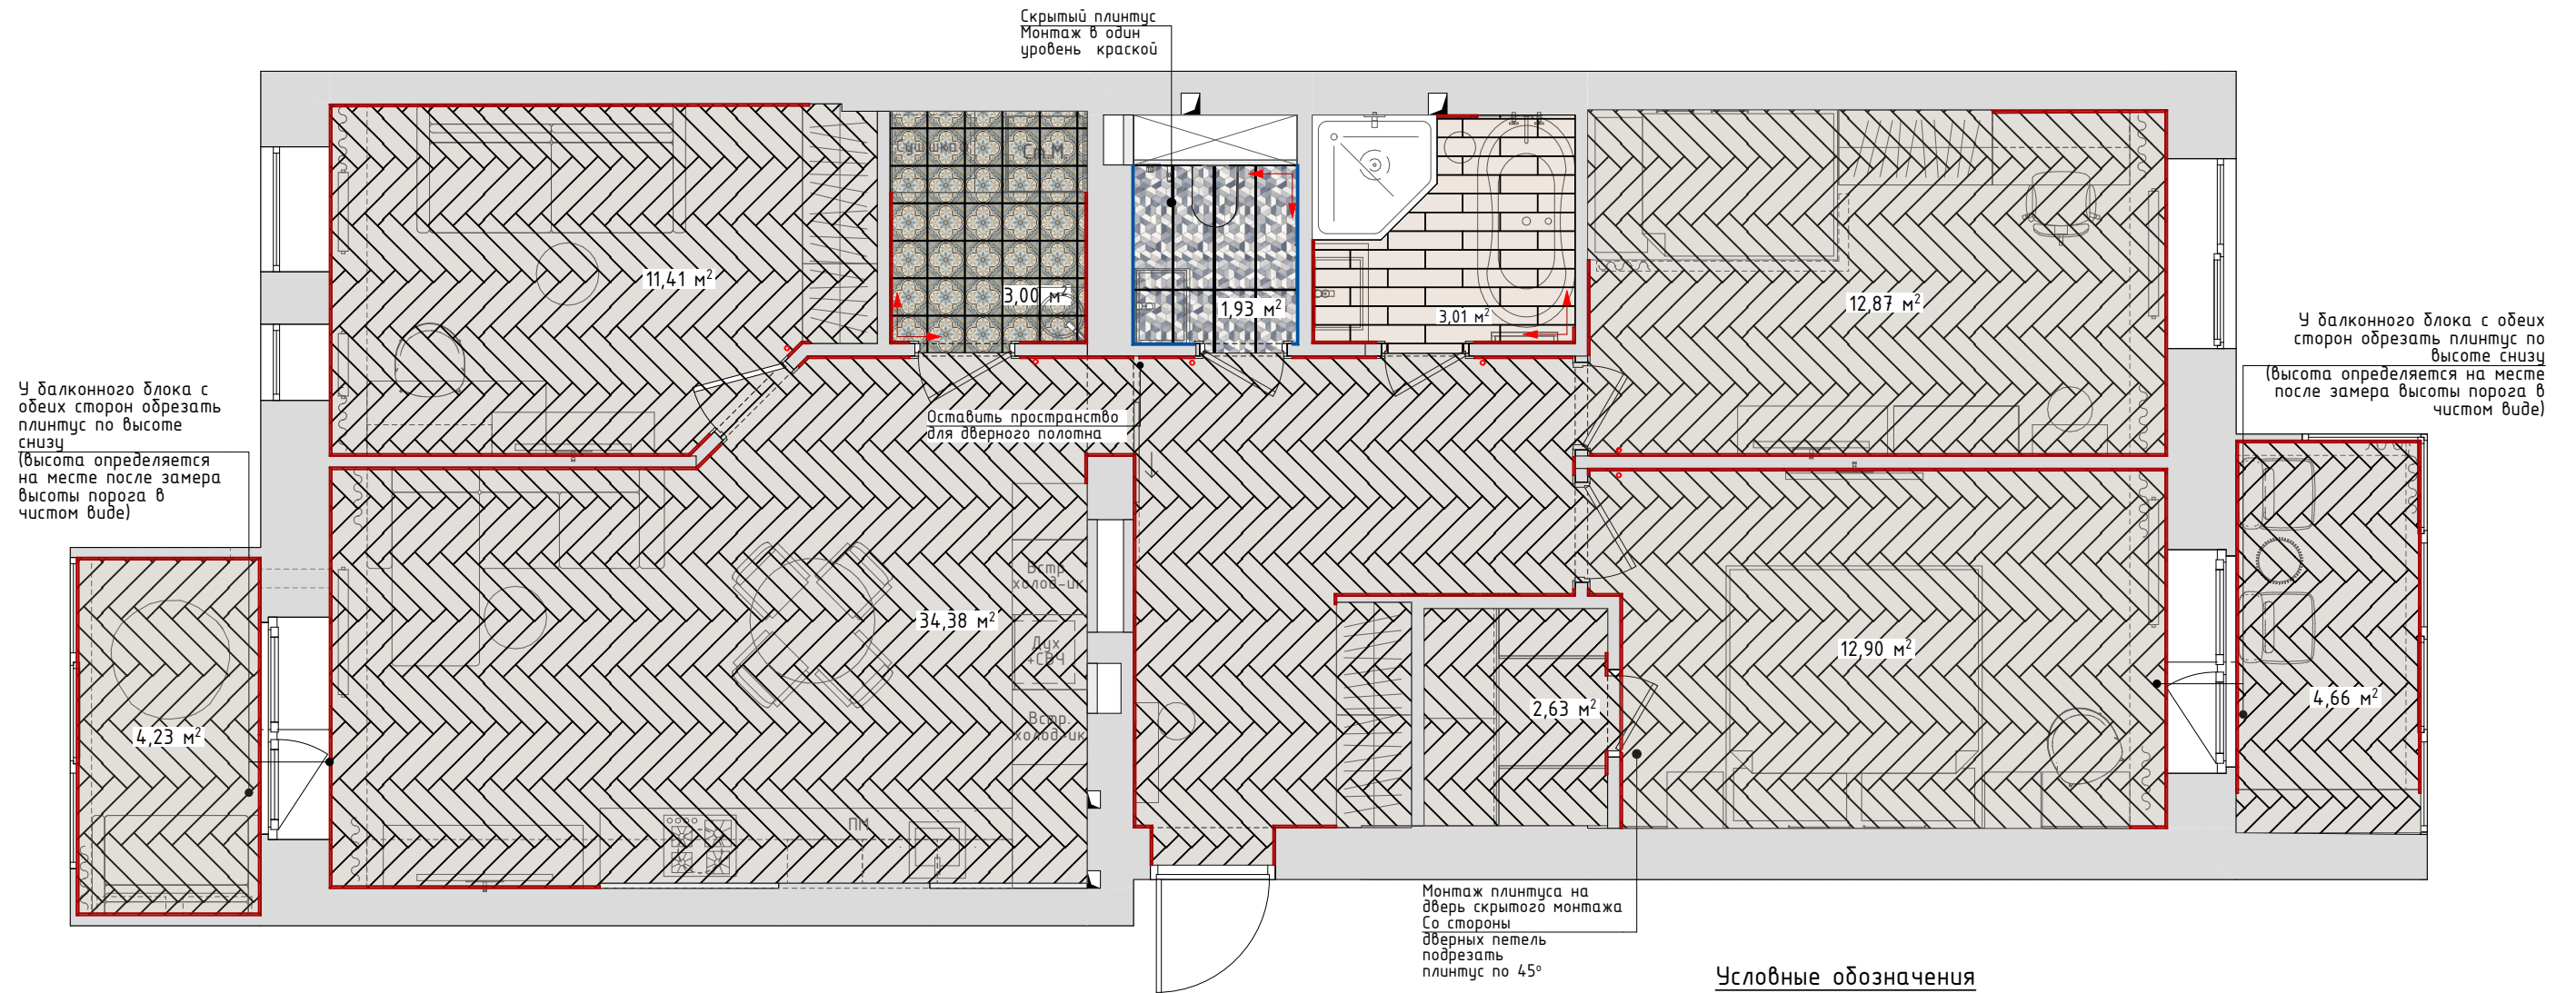 Скрытый плинтус
Монтаж в один
уровень краской
Сушка
Ст.М.
11,41 м²
3,00 м²
1,93 м²
3,01 м²
12,87 м²
У балконного блока с обеих
сторон обрезать плинтус по
высоте снизу
(высота определяется на месте
после замера высоты порога в
чистом виде)
У балконного блока с
обеих сторон обрезать
плинтус по высоте
снизу
(высота определяется
на месте после замера
высоты порога в
чистом виде)
Оставить пространство
для дверного полотна
Встр.
холод-ик
34,38 м²
Дух.
+СВЧ
12,90 м²
2,63 м²
4,66 м²
4,23 м²
Встр.
холод-ик
ПМ
Монтаж плинтуса на
дверь скрытого монтажа
Со стороны
дверных петель
подрезать
плинтус по 45°
Условные обозначения